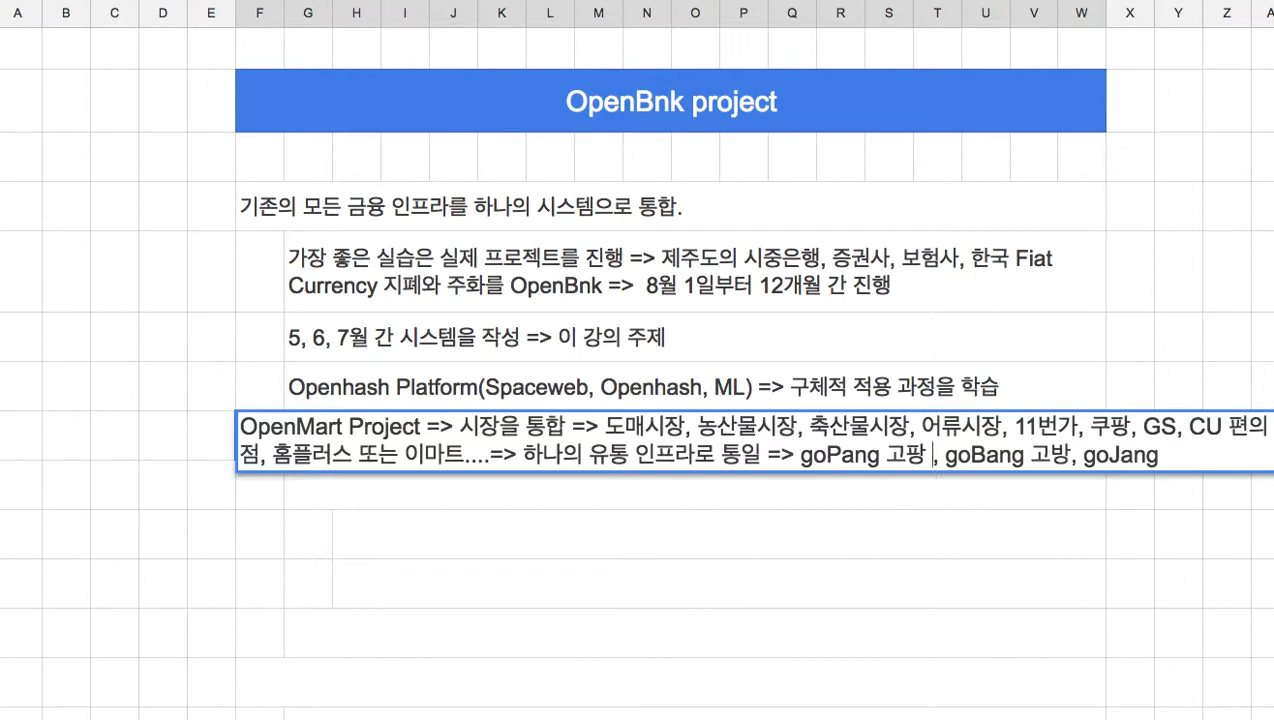 A B C D E F G H I J K L M N O P Q R S T U V W X Y Z A
OpenBnk project
기존의 모든 금융 인프라를 하나의 시스템으로 통합.
가장 좋은 실습은 실제 프로젝트를 진행 => 제주도의 시중은행, 증권사, 보험사, 한국 Fiat
Currency 지폐와 주화를 OpenBnk => 8월 1일부터 12개월 간 진행
5, 6, 7월 간 시스템을 작성 => 이 강의 주제
Openhash Platform(Spaceweb, Openhash, ML) => 구체적 적용 과정을 학습
OpenMart Project => 시장을 통합 => 도매시장, 농산물시장, 축산물시장, 어류시장, 11번가, 쿠팡, GS, CU 편의
점, 홈플러스 또는 이마트....=> 하나의 유통 인프라로 통일 => goPang 고팡 , goBang 고방, goJang